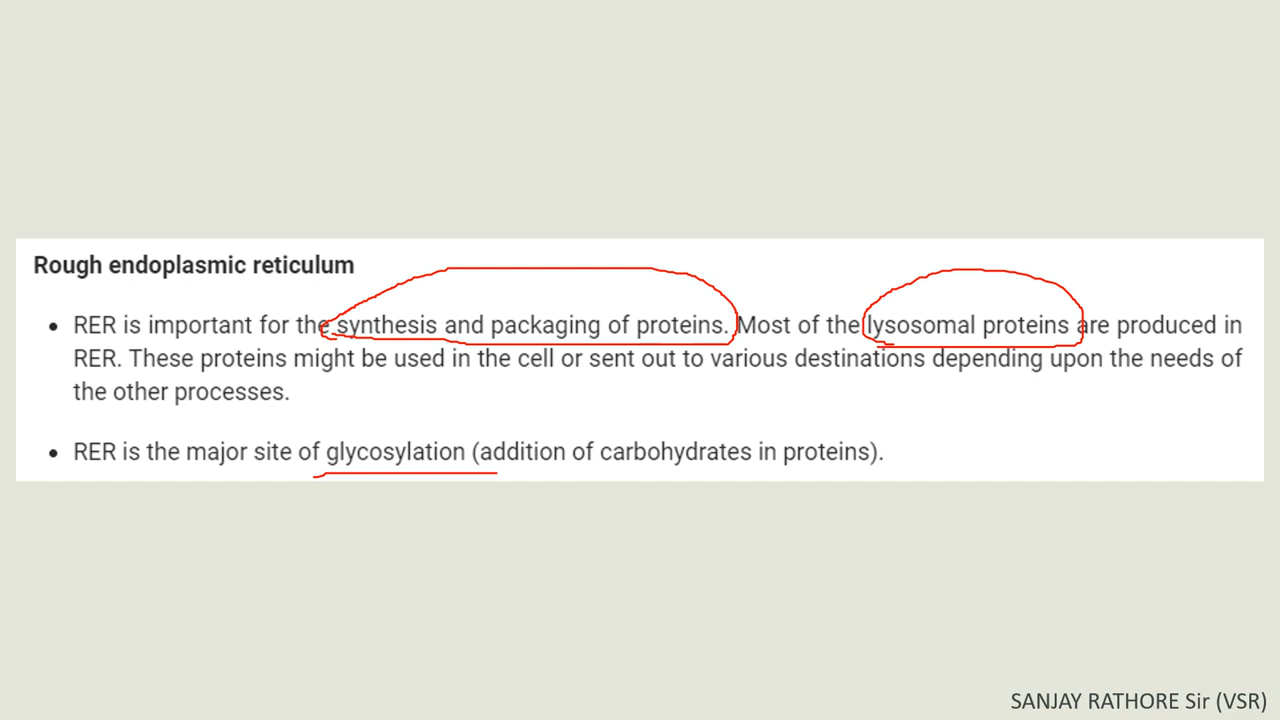 Rough endoplasmic reticulum
• RER is important for the synthesis and packaging of proteins. Most of the lysosomal proteins are produced in
RER. These proteins might be used in the cell or sent out to various destinations depending upon the needs of
the other processes.
• RER is the major site of glycosylation (addition of carbohydrates in proteins).
SANJAY RATHORE Sir (VSR)